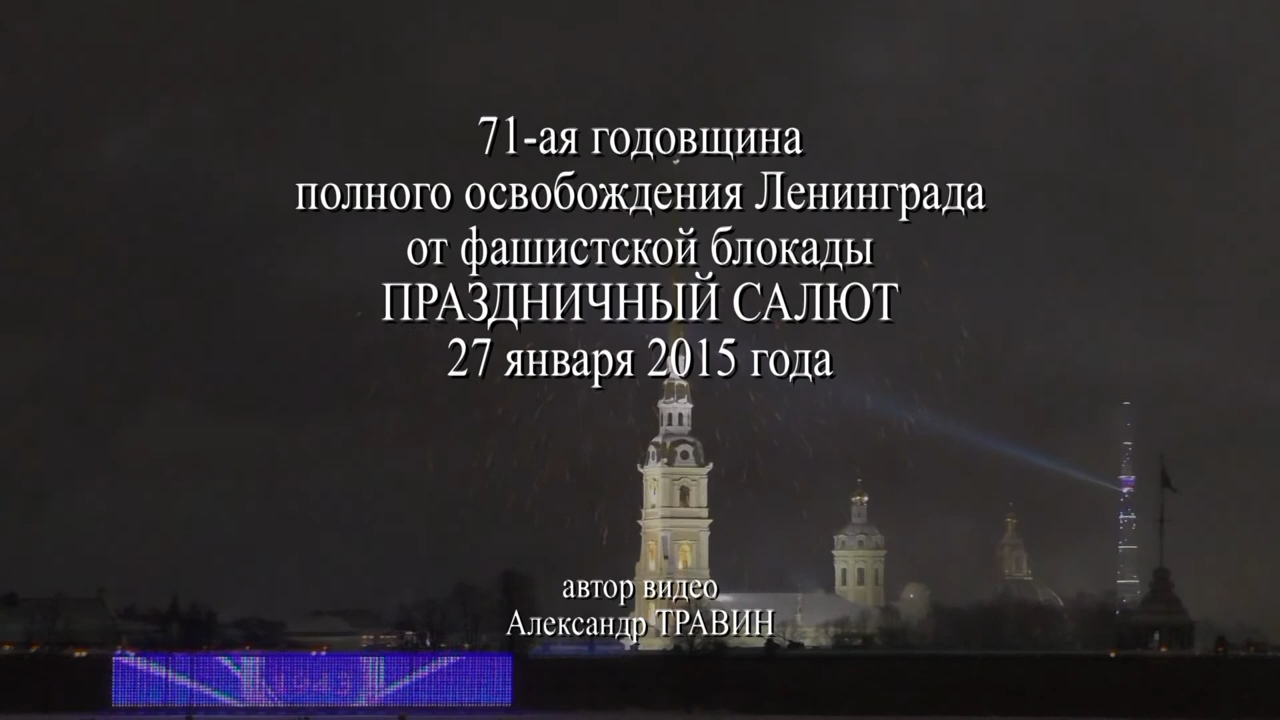 71-ая годовщина
полного освобождения Ленинграда
от фашистской блокады
ПРАЗДНИЧНЫЙ САЛЮТ
27 января 2015 года
автор видео
Александр ТРАВИН
1943